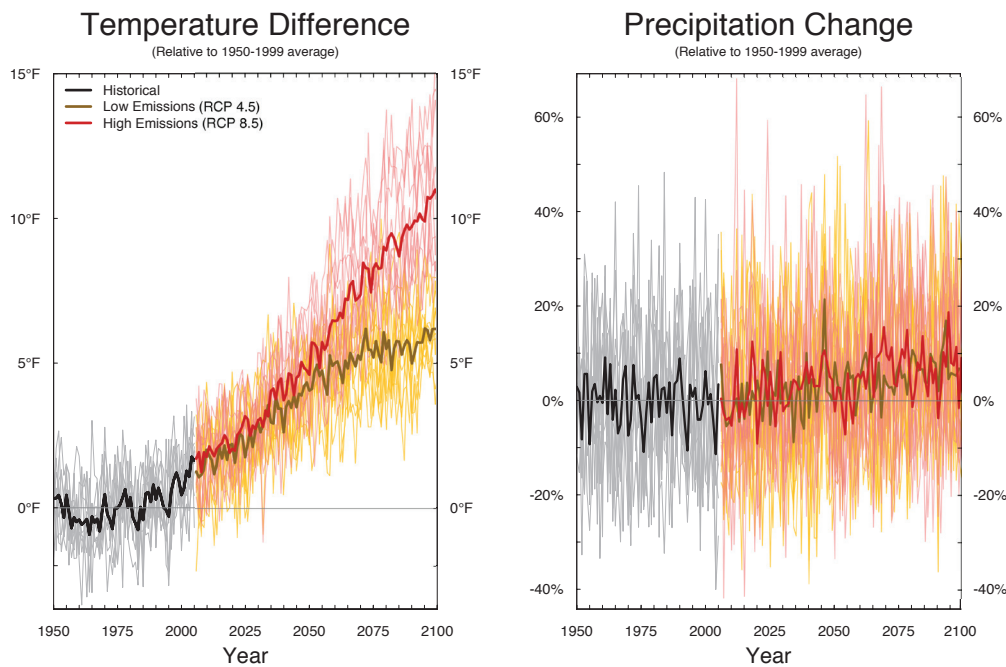 Temperature Difference
(Relative to 1950-1999 average)
15°F
15°F
Historical
Low Emissions (RCP 4.5)
High Emissions (RCP 8.5)
10°F
10°F
5°F
5°F
0°F
0°F
1950 1975 2000 2025 2050 2075 2100
Year
Precipitation Change
(Relative to 1950-1999 average)
60%
60%
40%
40%
20%
20%
0%
0%
-20%
-20%
-40%
-40%
1950 1975 2000 2025 2050 2075 2100
Year